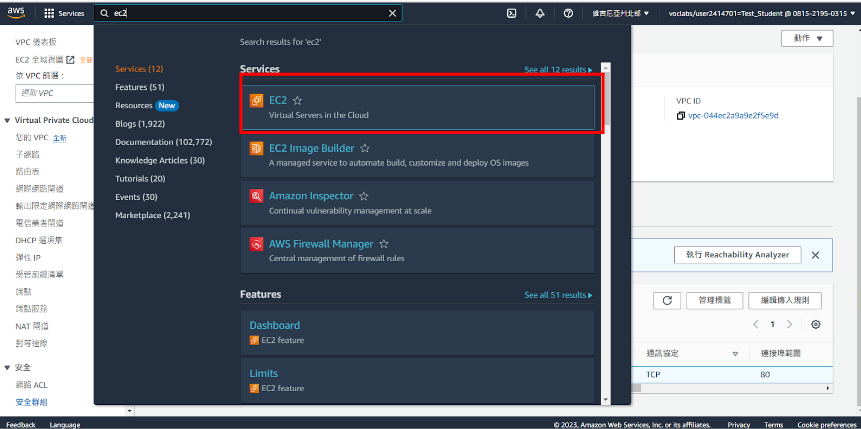 aws
Services
ec2
維吉尼亞州北部
voclabs/user2414701=Test_Student @ 0815-2195-0315
VPC 儀表板
EC2 全域視圖 全新
依 VPC 篩選：
選取 VPC
Virtual Private Cloud
您的 VPC 全新
子網路
路由表
網際網路閘道
輸出限定網際網路閘道
電信業者閘道
DHCP 選項集
彈性 IP
受管前綴清單
端點
端點服務
NAT 閘道
對等連線
安全
網路 ACL
安全群組
Search results for 'ec2'
Services (12)
Features (51)
Resources New
Blogs (1,922)
Documentation (102,772)
Knowledge Articles (30)
Tutorials (20)
Events (30)
Marketplace (2,241)
Services
See all 12 results
EC2
Virtual Servers in the Cloud
EC2 Image Builder
A managed service to automate build, customize and deploy OS images
Amazon Inspector
Continual vulnerability management at scale
AWS Firewall Manager
Central management of firewall rules
Features
See all 51 results
Dashboard
EC2 feature
Limits
EC2 feature
動作
VPC ID
vpc-044ec2a9a9e2f5e9d
執行 Reachability Analyzer
管理標籤
編輯傳入規則
1
通訊協定
連接埠範圍
TCP
80
Feedback
Language
© 2023, Amazon Web Services, Inc. or its affiliates.
Privacy
Terms
Cookie preferences